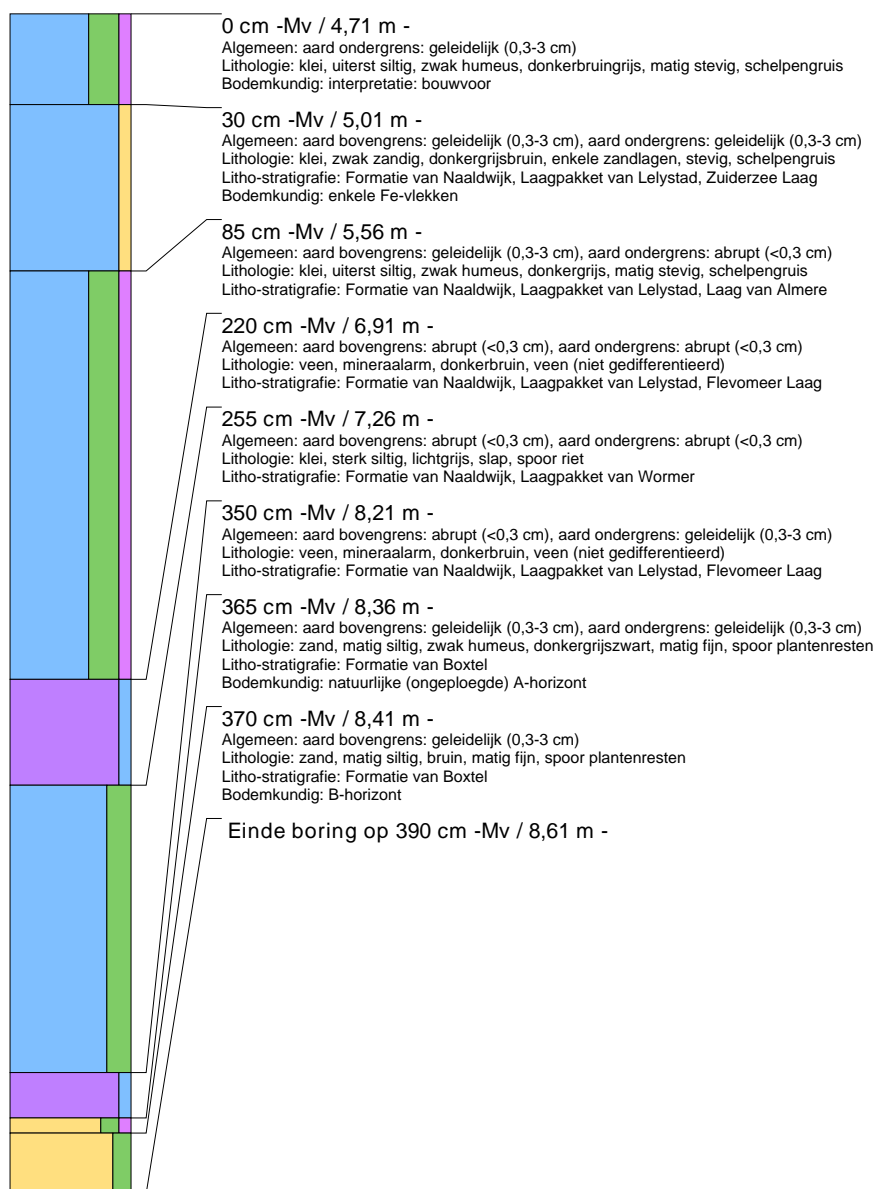 0 cm -Mv / 4,71 m -
Algemeen: aard ondergrens: geleidelijk (0,3-3 cm)
Lithologie: klei, uiterst siltig, zwak humeus, donkerbruingrijs, matig stevig, schelpengruis
Bodemkundig: interpretatie: bouwvoor
30 cm -Mv / 5,01 m -
Algemeen: aard bovengrens: geleidelijk (0,3-3 cm), aard ondergrens: geleidelijk (0,3-3 cm)
Lithologie: klei, zwak zandig, donkergrijsbruin, enkele zandlagen, stevig, schelpengruis
Litho-stratigrafie: Formatie van Naaldwijk, Laagpakket van Lelystad, Zuiderzee Laag
Bodemkundig: enkele Fe-vlekken
85 cm -Mv / 5,56 m -
Algemeen: aard bovengrens: geleidelijk (0,3-3 cm), aard ondergrens: abrupt (<0,3 cm)
Lithologie: klei, uiterst siltig, zwak humeus, donkergrijs, matig stevig, schelpengruis
Litho-stratigrafie: Formatie van Naaldwijk, Laagpakket van Lelystad, Laag van Almere
220 cm -Mv / 6,91 m -
Algemeen: aard bovengrens: abrupt (<0,3 cm), aard ondergrens: abrupt (<0,3 cm)
Lithologie: veen, mineraalarm, donkerbruin, veen (niet gedifferentieerd)
Litho-stratigrafie: Formatie van Naaldwijk, Laagpakket van Lelystad, Flevomeer Laag
255 cm -Mv / 7,26 m -
Algemeen: aard bovengrens: abrupt (<0,3 cm), aard ondergrens: abrupt (<0,3 cm)
Lithologie: klei, sterk siltig, lichtgrijs, slap, spoor riet
Litho-stratigrafie: Formatie van Naaldwijk, Laagpakket van Wormer
350 cm -Mv / 8,21 m -
Algemeen: aard bovengrens: abrupt (<0,3 cm), aard ondergrens: geleidelijk (0,3-3 cm)
Lithologie: veen, mineraalarm, donkerbruin, veen (niet gedifferentieerd)
Litho-stratigrafie: Formatie van Naaldwijk, Laagpakket van Lelystad, Flevomeer Laag
365 cm -Mv / 8,36 m -
Algemeen: aard bovengrens: geleidelijk (0,3-3 cm), aard ondergrens: geleidelijk (0,3-3 cm)
Lithologie: zand, matig siltig, zwak humeus, donkergrijszwart, matig fijn, spoor plantenresten
Litho-stratigrafie: Formatie van Boxtel
Bodemkundig: natuurlijke (ongeploegde) A-horizont
370 cm -Mv / 8,41 m -
Algemeen: aard bovengrens: geleidelijk (0,3-3 cm)
Lithologie: zand, matig siltig, bruin, matig fijn, spoor plantenresten
Litho-stratigrafie: Formatie van Boxtel
Bodemkundig: B-horizont
Einde boring op 390 cm -Mv / 8,61 m -